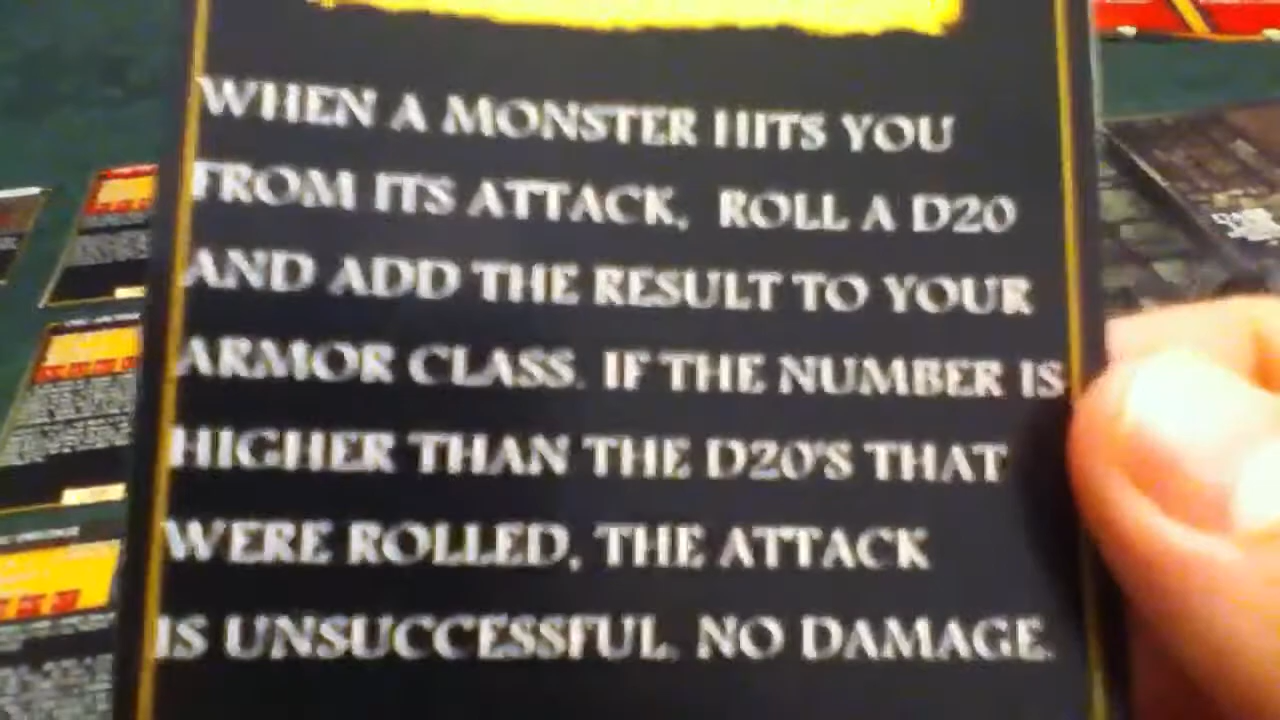 WHEN A MONSTER HITS YOU
FROM ITS ATTACK, ROLL A D20
AND ADD THE RESULT TO YOUR
ARMOR CLASS. IF THE NUMBER IS
HIGHER THAN THE D20'S THAT
WERE ROLLED, THE ATTACK
IS UNSUCCESSFUL. NO DAMAGE.